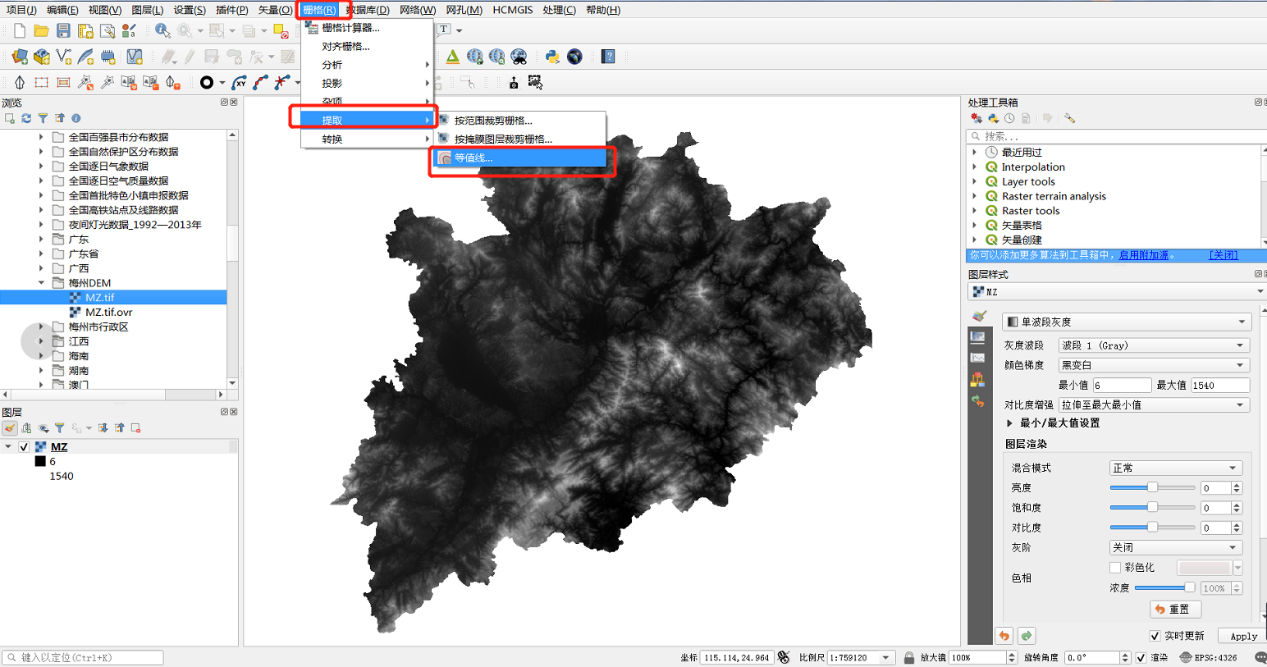 项目(J) 编辑(E) 视图(V) 图层(L) 设置(S) 插件(P) 矢量(O) 栅格(R) 数据库(D) 网络(W) 网孔(M) HCMGIS 处理(C) 帮助(H)
栅格计算器...
对齐栅格...
分析
投影
杂项
提取
转换
按范围裁剪栅格...
按掩膜图层裁剪栅格...
等值线...
浏览
全国百强县市分布数据
全国自然保护区分布数据
全国逐日气象数据
全国逐日空气质量数据
全国首批特色小镇申报数据
全国高铁站点及线路数据
夜间灯光数据_1992—2013年
广东
广东省
广西
梅州DEM
MZ.tif
MZ.tif.ovr
梅州市行政区
江西
海南
湖南
澳门
图层
MZ
6
1540
处理工具箱
搜索...
最近用过
Interpolation
Layer tools
Raster terrain analysis
Raster tools
矢量表格
矢量创建
你可以添加更多算法到工具箱中，启用附加源。 [关闭]
图层样式
MZ
单波段灰度
灰度波段 波段 1 (Gray)
颜色梯度 黑变白
最小值 6 最大值 1540
对比度增强 拉伸至最大最小值
最小/最大值设置
图层渲染
混合模式 正常
亮度 0
饱和度 0
对比度 0
灰阶 关闭
色相 彩色化
浓度 100%
重置
实时更新 Apply
键入以定位(Ctrl+K) 坐标 115.114,24.964 比例尺 1:759120 放大镜 100% 旋转角度 0.0° 渲染 EPSG:4326